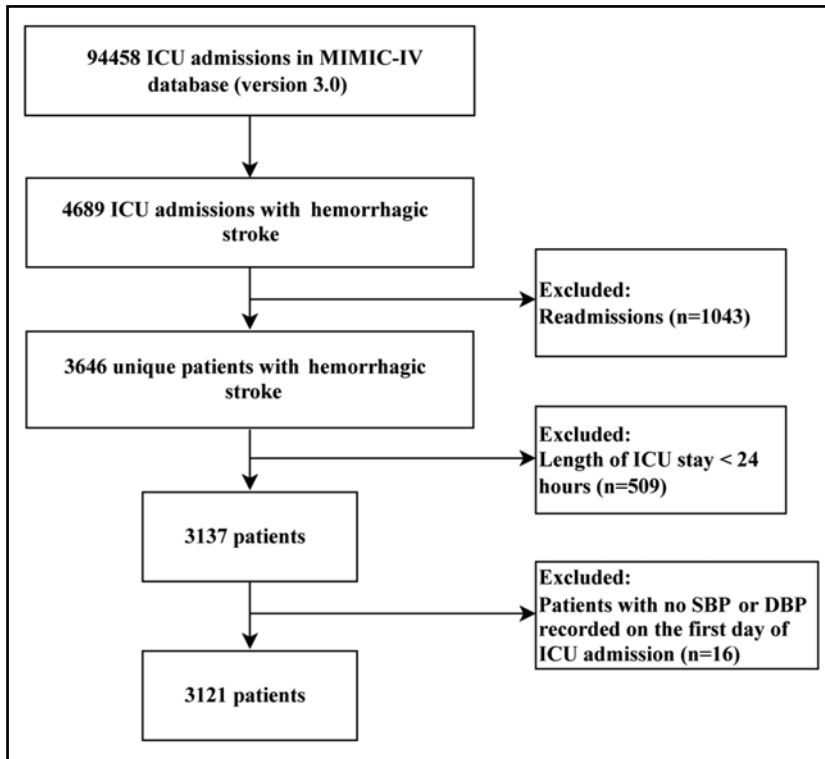 94458 ICU admissions in MIMIC-IV
database (version 3.0)
4689 ICU admissions with hemorrhagic
stroke
Excluded:
Readmissions (n=1043)
3646 unique patients with hemorrhagic
stroke
Excluded:
Length of ICU stay < 24
hours (n=509)
3137 patients
Excluded:
Patients with no SBP or DBP
recorded on the first day of
ICU admission (n=16)
3121 patients